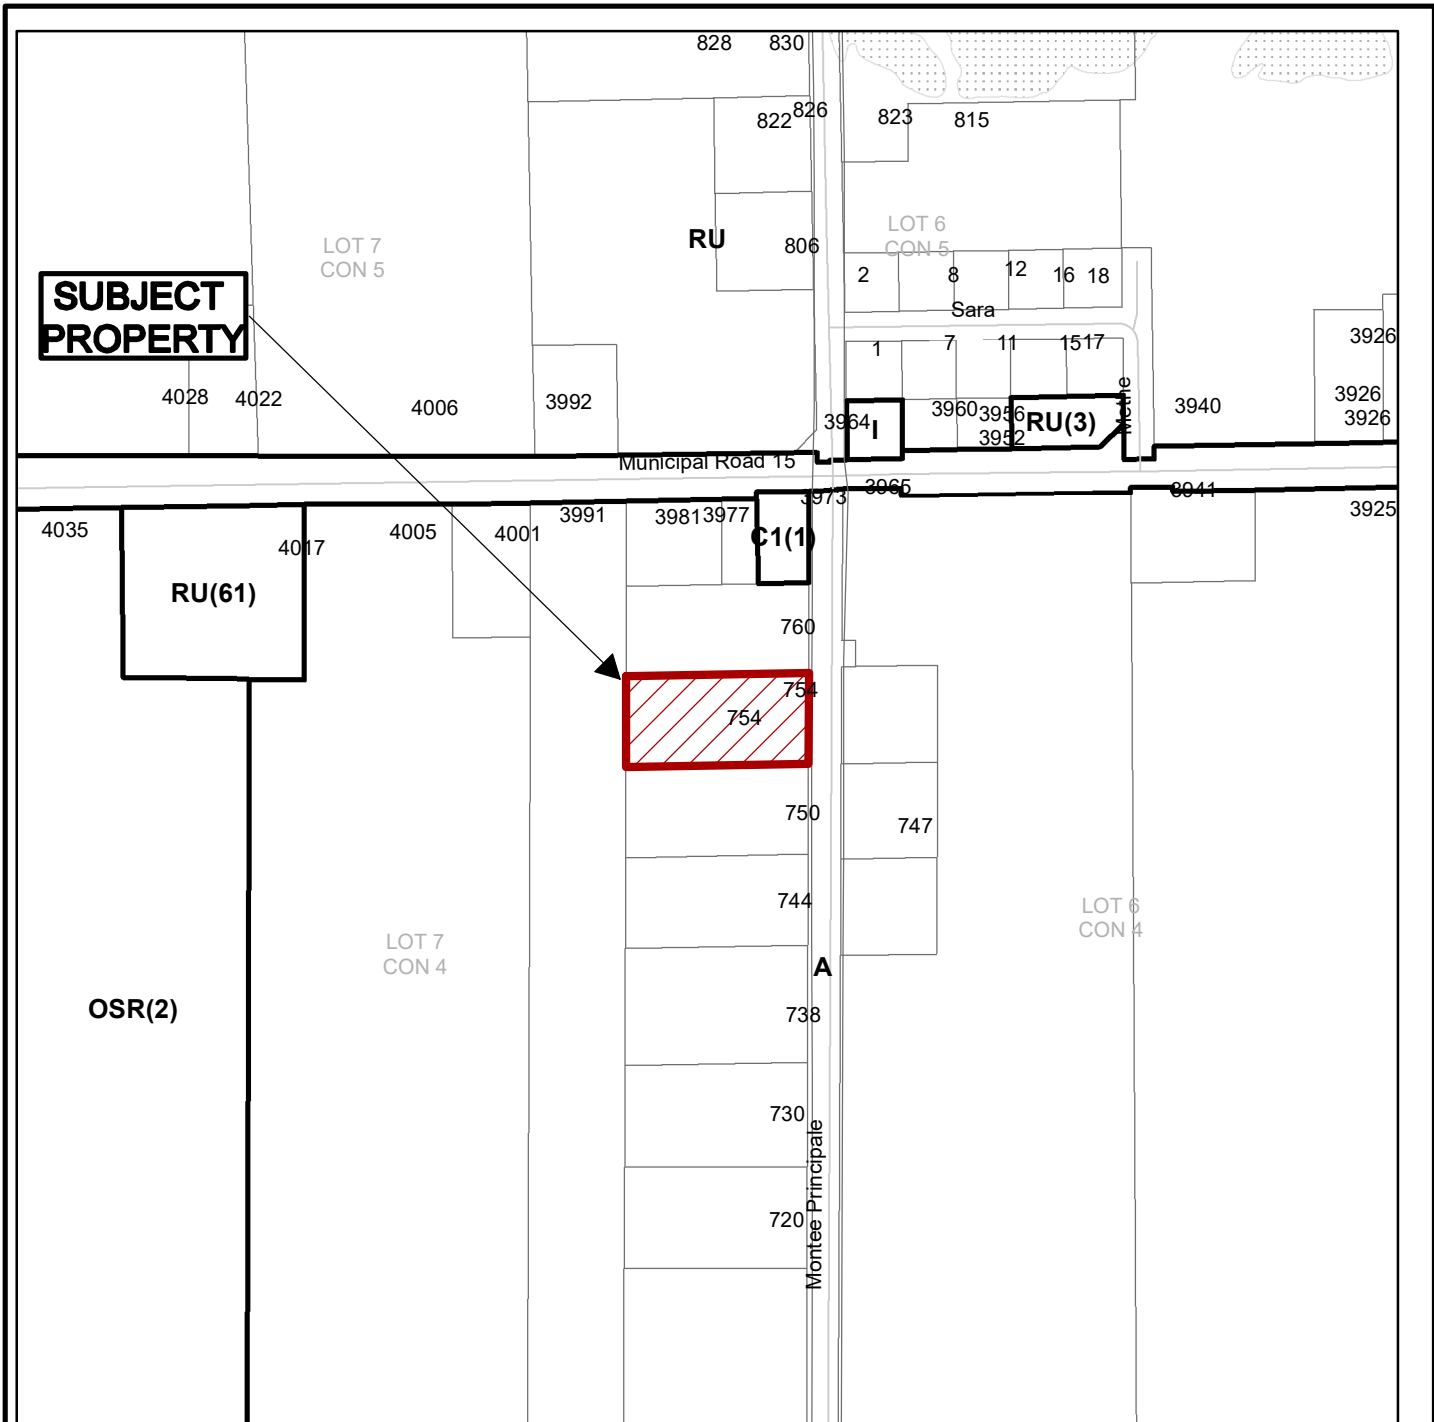 828 830
822 826 823 815
LOT 7
CON 5
RU
806
LOT 6
CON 5
2 8 12 16 18
Sara
SUBJECT
PROPERTY
1 7 11 15 17
3926
4028 4022 4006 3992
3964 I 3960 3956
3952
RU(3)
Methe
3940
3926
3926
Municipal Road 15
3973 3965 3941
3925
4035
4017
4005
4001
3991
3981 3977
C1(1)
RU(61)
760
754
754
750
747
744
LOT 7
CON 4
LOT 6
CON 4
A
OSR(2)
738
730
Montee Principale
720